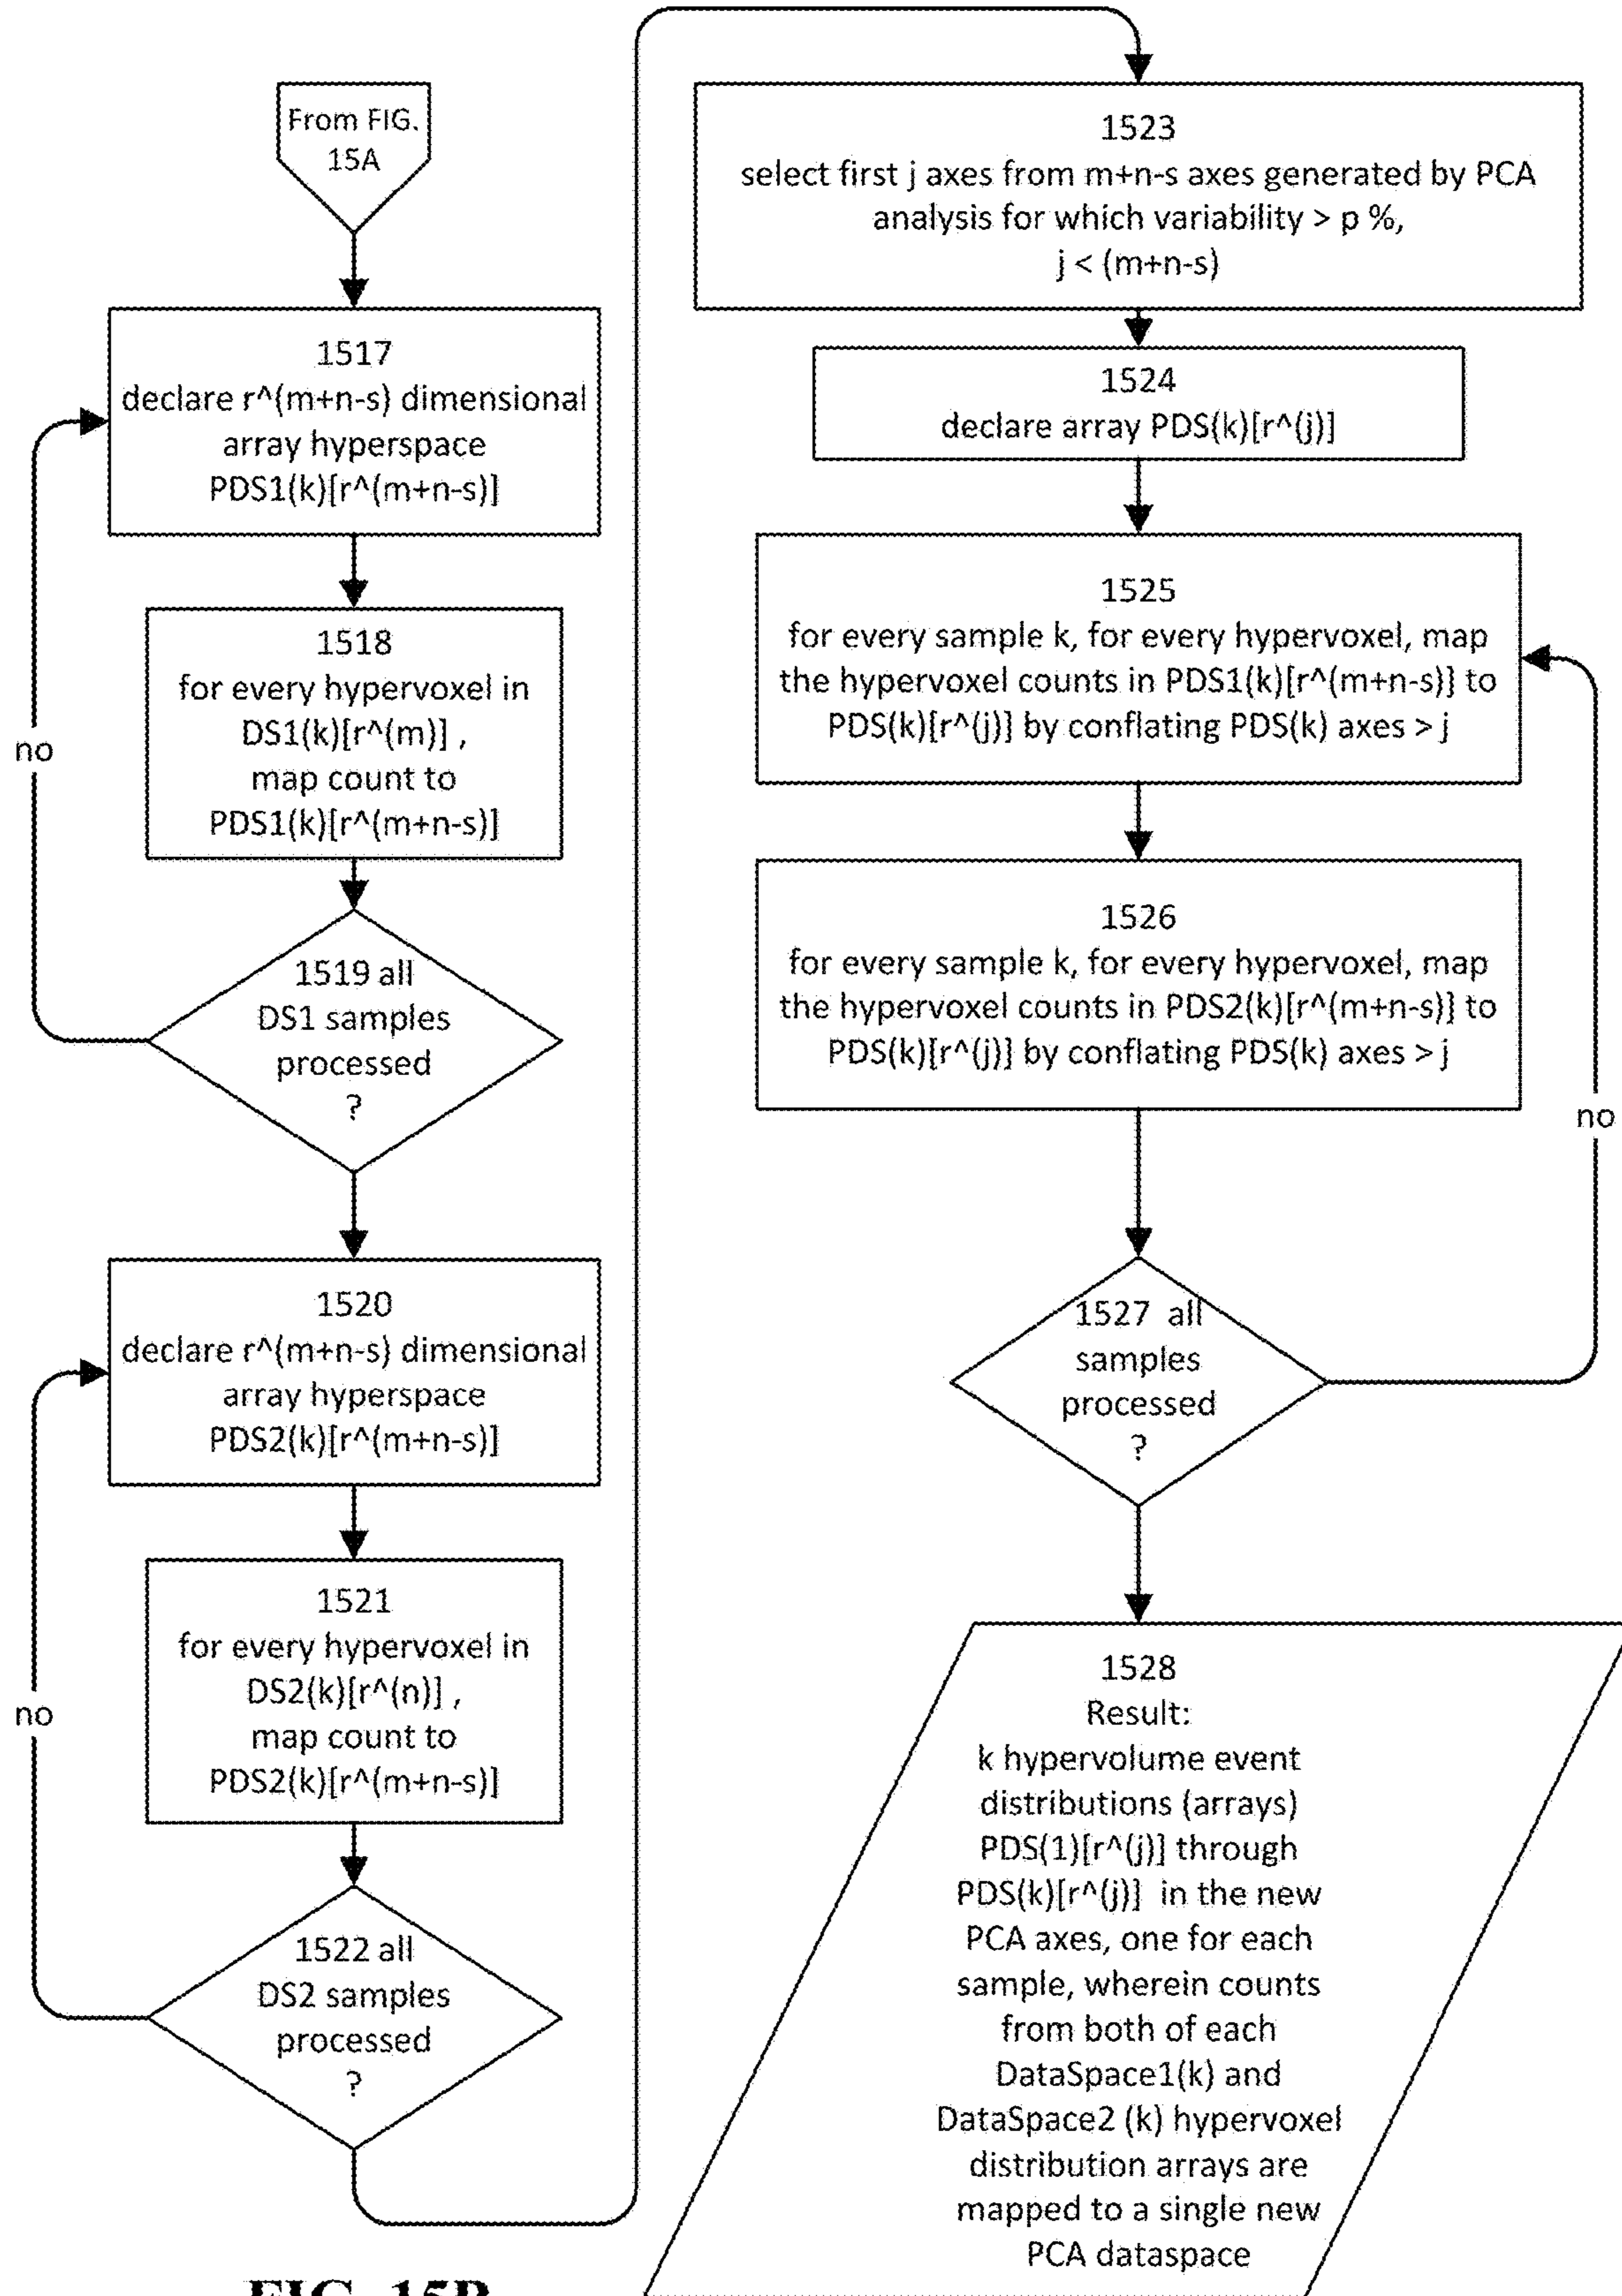 From FIG.
15A
1517
declare r^(m+n-s) dimensional
array hyperspace
PDS1(k)[r^(m+n-s)]
1518
for every hypervoxel in
DS1(k)[r^(m)] ,
map count to
PDS1(k)[r^(m+n-s)]
no
1519 all
DS1 samples
processed
?
1520
declare r^(m+n-s) dimensional
array hyperspace
PDS2(k)[r^(m+n-s)]
1521
for every hypervoxel in
DS2(k)[r^(n)] ,
map count to
PDS2(k)[r^(m+n-s)]
no
1522 all
DS2 samples
processed
?
1523
select first j axes from m+n-s axes generated by PCA
analysis for which variability > p %,
j < (m+n-s)
1524
declare array PDS(k)[r^(j)]
1525
for every sample k, for every hypervoxel, map
the hypervoxel counts in PDS1(k)[r^(m+n-s)] to
PDS(k)[r^(j)] by conflating PDS(k) axes > j
1526
for every sample k, for every hypervoxel, map
the hypervoxel counts in PDS2(k)[r^(m+n-s)] to
PDS(k)[r^(j)] by conflating PDS(k) axes > j
no
1527 all
samples
processed
?
1528
Result:
k hypervolume event
distributions (arrays)
PDS(1)[r^(j)] through
PDS(k)[r^(j)] in the new
PCA axes, one for each
sample, wherein counts
from both of each
DataSpace1(k) and
DataSpace2 (k) hypervoxel
distribution arrays are
mapped to a single new
PCA dataspace
FIG. 15B